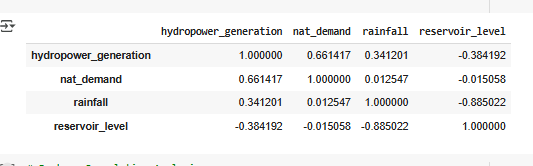 hydropower_generation nat_demand rainfall reservoir_level
hydropower_generation 1.000000 0.661417 0.341201 -0.384192
nat_demand 0.661417 1.000000 0.012547 -0.015058
rainfall 0.341201 0.012547 1.000000 -0.885022
reservoir_level -0.384192 -0.015058 -0.885022 1.000000